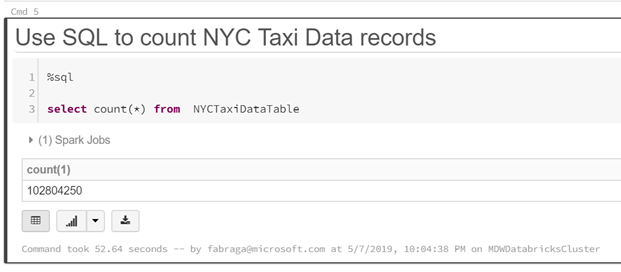 Cmd 5
Use SQL to count NYC Taxi Data records
1 %sql
2
3 select count(*) from  NYCTaxiDataTable
(1) Spark Jobs
count(1)
102804250
Command took 52.64 seconds -- by fabraga@microsoft.com at 5/7/2019, 10:04:38 PM on MDWDatabricksCluster